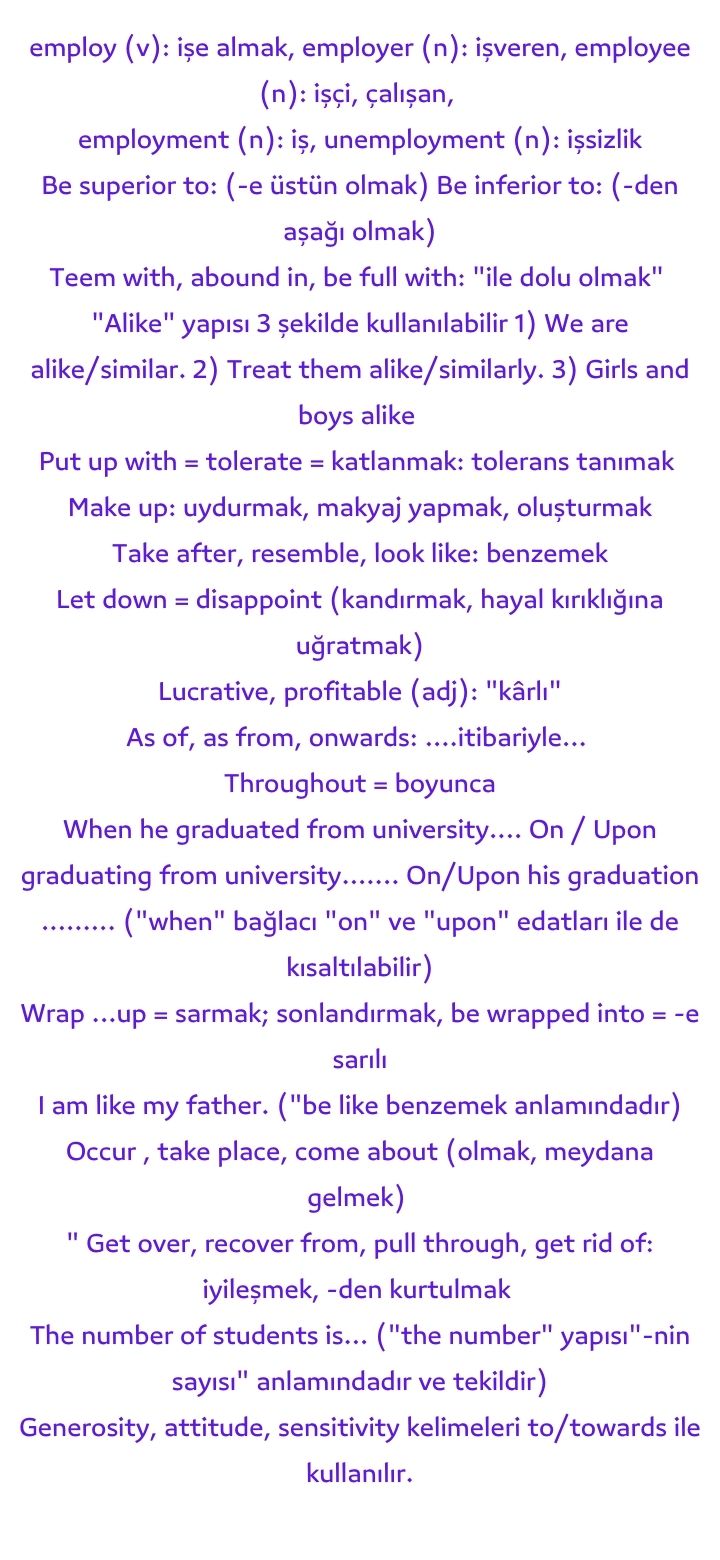 employ (v): işe almak, employer (n): işveren, employee
(n): işçi, çalışan,
employment (n): iş, unemployment (n): işsizlik
Be superior to: (-e üstün olmak) Be inferior to: (-den
aşağı olmak)
Teem with, abound in, be full with: "ile dolu olmak"
"Alike" yapısı 3 şekilde kullanılabilir 1) We are
alike/similar. 2) Treat them alike/similarly. 3) Girls and
boys alike
Put up with = tolerate = katlanmak: tolerans tanımak
Make up: uydurmak, makyaj yapmak, oluşturmak
Take after, resemble, look like: benzemek
Let down = disappoint (kandırmak, hayal kırıklığına
uğratmak)
Lucrative, profitable (adj): "kârlı"
As of, as from, onwards: ....itibariyle...
Throughout = boyunca
When he graduated from university.... On / Upon
graduating from university....... On/Upon his graduation
......... ("when" bağlacı "on" ve "upon" edatları ile de
kısaltılabilir)
Wrap ...up = sarmak; sonlandırmak, be wrapped into = -e
sarılı
I am like my father. ("be like benzemek anlamındadır)
Occur , take place, come about (olmak, meydana
gelmek)
" Get over, recover from, pull through, get rid of:
iyileşmek, -den kurtulmak
The number of students is... ("the number" yapısı"-nin
sayısı" anlamındadır ve tekildir)
Generosity, attitude, sensitivity kelimeleri to/towards ile
kullanılır.